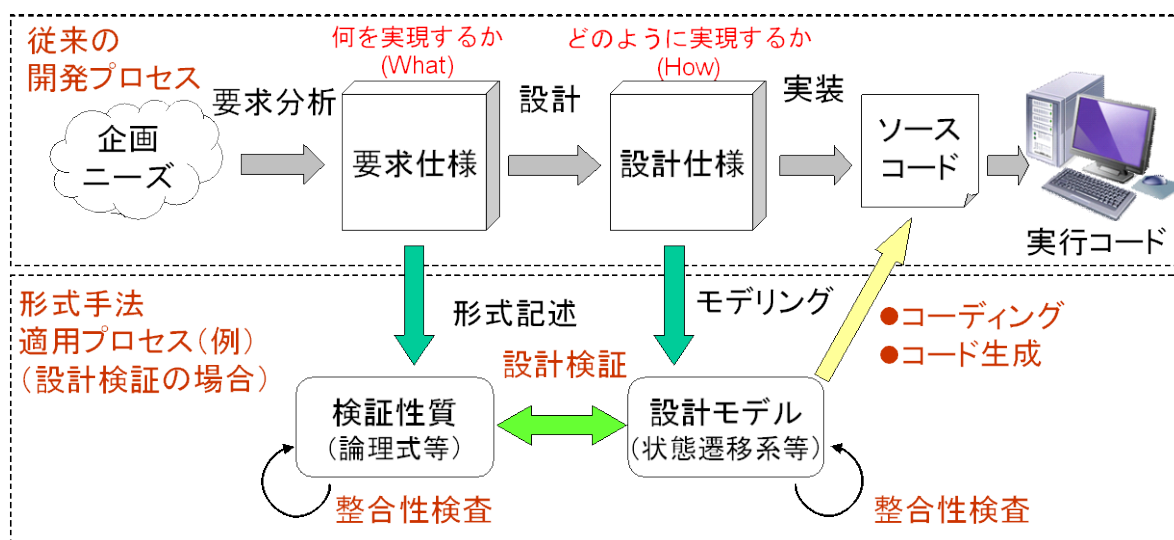 従来の
開発プロセス
何を実現するか
(What)
どのように実現するか
(How)
要求分析
設計
実装
企画
ニーズ
要求仕様
設計仕様
ソース
コード
実行コード
形式手法
適用プロセス(例)
(設計検証の場合)
形式記述
モデリング
●コーディング
●コード生成
設計検証
検証性質
(論理式等)
設計モデル
(状態遷移系等)
整合性検査
整合性検査